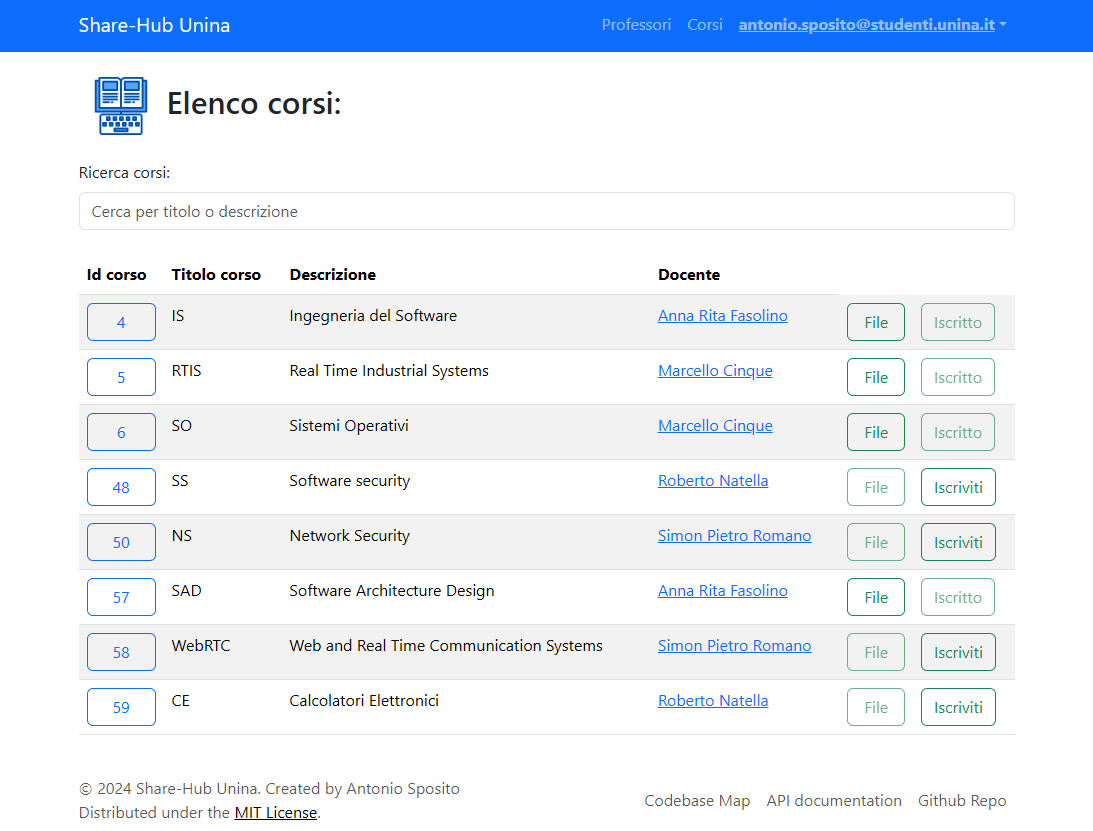 Share-Hub Unina Professori Corsi antonio.sposito@studenti.unina.it
Elenco corsi:
Ricerca corsi:
Cerca per titolo o descrizione
Id corso Titolo corso Descrizione Docente
4 IS Ingegneria del Software Anna Rita Fasolino File Iscritto
5 RTIS Real Time Industrial Systems Marcello Cinque File Iscritto
6 SO Sistemi Operativi Marcello Cinque File Iscritto
48 SS Software security Roberto Natella File Iscriviti
50 NS Network Security Simon Pietro Romano File Iscriviti
57 SAD Software Architecture Design Anna Rita Fasolino File Iscritto
58 WebRTC Web and Real Time Communication Systems Simon Pietro Romano File Iscriviti
59 CE Calcolatori Elettronici Roberto Natella File Iscriviti
© 2024 Share-Hub Unina. Created by Antonio Sposito
Distributed under the MIT License.
Codebase Map API documentation Github Repo